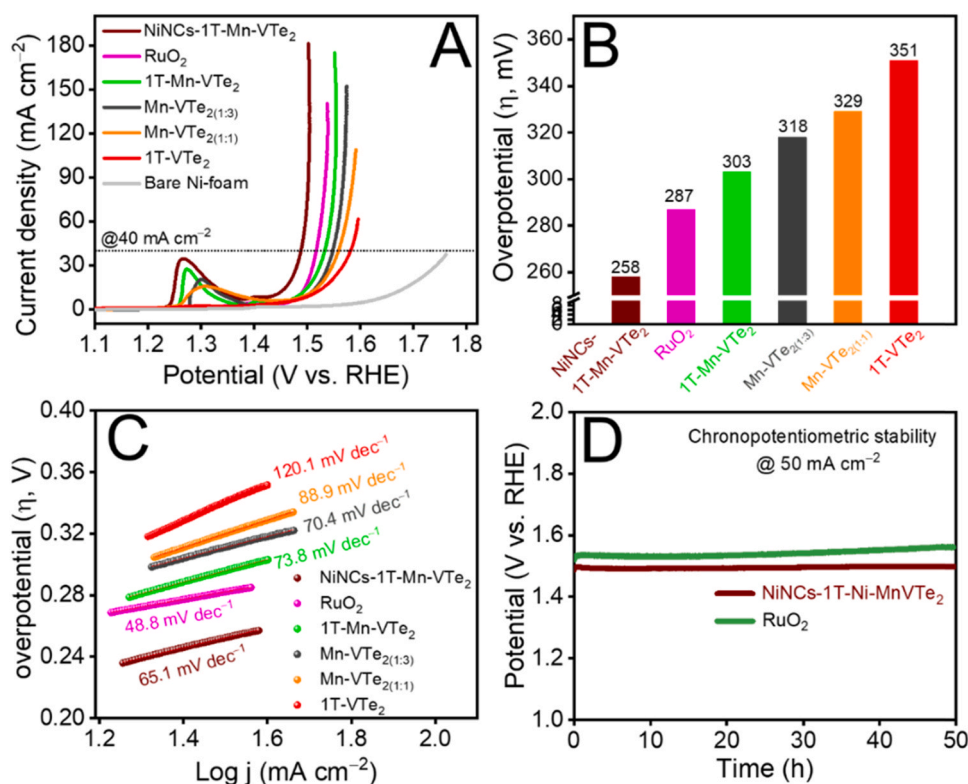 A
NiNCs-1T-Mn-VTe₂
RuO₂
1T-Mn-VTe₂
Mn-VTe₂₍₁:₃₎
Mn-VTe₂₍₁:₁₎
1T-VTe₂
Bare Ni-foam
@40 mA cm⁻²
Current density (mA cm⁻²)
180
150
120
90
60
30
0
1.1 1.2 1.3 1.4 1.5 1.6 1.7 1.8
Potential (V vs. RHE)
B
Overpotential (η, mV)
360
340
320
300
280
260
0
258
287
303
318
329
351
NiNCs-
1T-Mn-VTe₂
RuO₂
1T-Mn-VTe₂
Mn-VTe₂₍₁:₃₎
Mn-VTe₂₍₁:₁₎
1T-VTe₂
C
overpotential (η, V)
0.40
0.36
0.32
0.28
0.24
0.20
120.1 mV dec⁻¹
88.9 mV dec⁻¹
70.4 mV dec⁻¹
73.8 mV dec⁻¹
48.8 mV dec⁻¹
65.1 mV dec⁻¹
NiNCs-1T-Mn-VTe₂
RuO₂
1T-Mn-VTe₂
Mn-VTe₂₍₁:₃₎
Mn-VTe₂₍₁:₁₎
1T-VTe₂
1.2 1.4 1.6 1.8 2.0
Log j (mA cm⁻²)
D
Chronopotentiometric stability
@ 50 mA cm⁻²
Potential (V vs. RHE)
2.0
1.8
1.6
1.4
1.2
1.0
NiNCs-1T-Ni-MnVTe₂
RuO₂
0 10 20 30 40 50
Time (h)